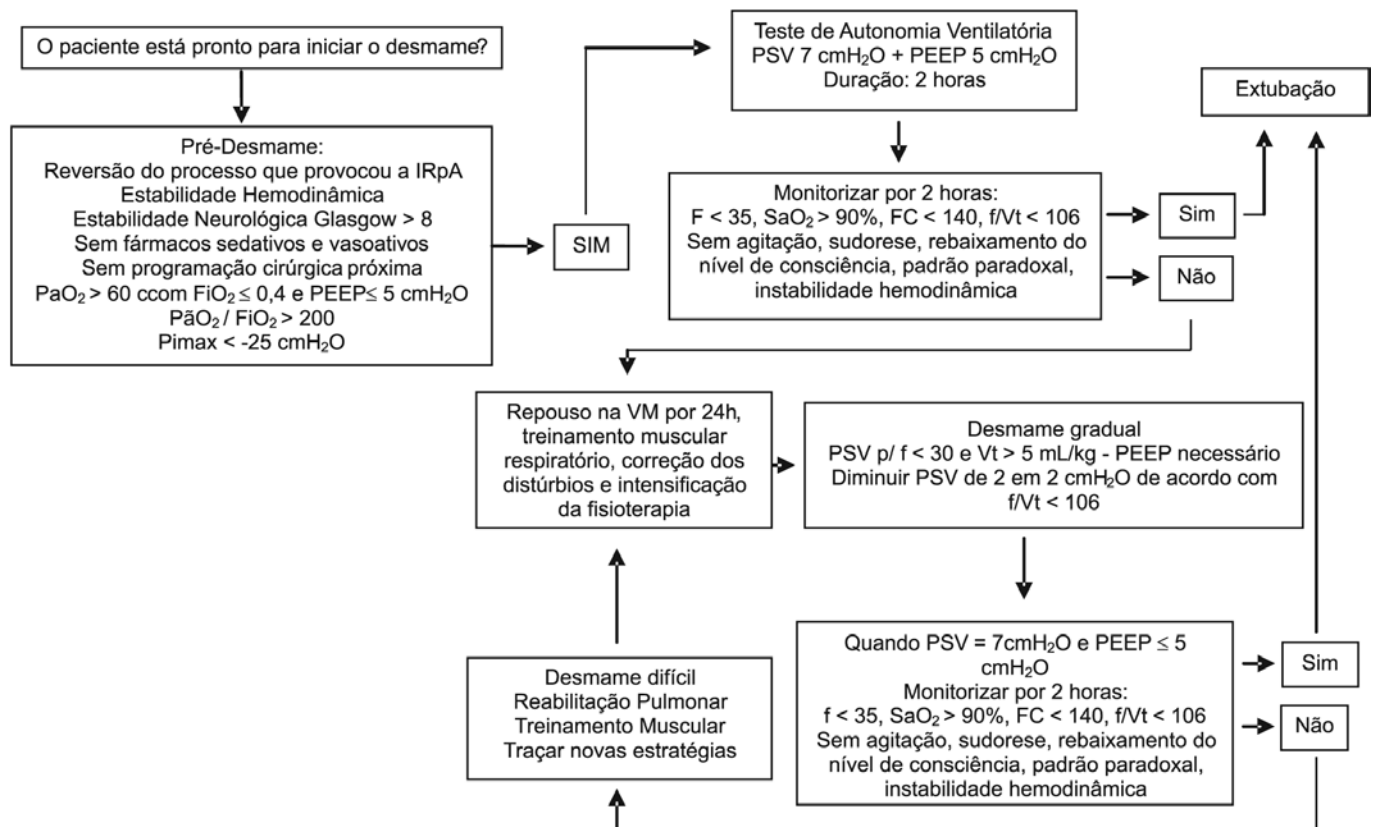 O paciente está pronto para iniciar o desmame?
Pré-Desmame:
Reversão do processo que provocou a IRpA
Estabilidade Hemodinâmica
Estabilidade Neurológica Glasgow > 8
Sem fármacos sedativos e vasoativos
Sem programação cirúrgica próxima
PaO₂ > 60 ccom FiO₂ ≤ 0,4 e PEEP≤ 5 cmH₂O
PãO₂ / FiO₂ > 200
Pimax < -25 cmH₂O
SIM
Teste de Autonomia Ventilatória
PSV 7 cmH₂O + PEEP 5 cmH₂O
Duração: 2 horas
Monitorizar por 2 horas:
F < 35, SaO₂ > 90%, FC < 140, f/Vt < 106
Sem agitação, sudorese, rebaixamento do
nível de consciência, padrão paradoxal,
instabilidade hemodinâmica
Sim
Não
Extubação
Repouso na VM por 24h,
treinamento muscular
respiratório, correção dos
distúrbios e intensificação
da fisioterapia
Desmame gradual
PSV p/ f < 30 e Vt > 5 mL/kg - PEEP necessário
Diminuir PSV de 2 em 2 cmH₂O de acordo com
f/Vt < 106
Quando PSV = 7cmH₂O e PEEP ≤ 5
cmH₂O
Monitorizar por 2 horas:
f < 35, SaO₂ > 90%, FC < 140, f/Vt < 106
Sem agitação, sudorese, rebaixamento do
nível de consciência, padrão paradoxal,
instabilidade hemodinâmica
Sim
Não
Desmame difícil
Reabilitação Pulmonar
Treinamento Muscular
Traçar novas estratégias